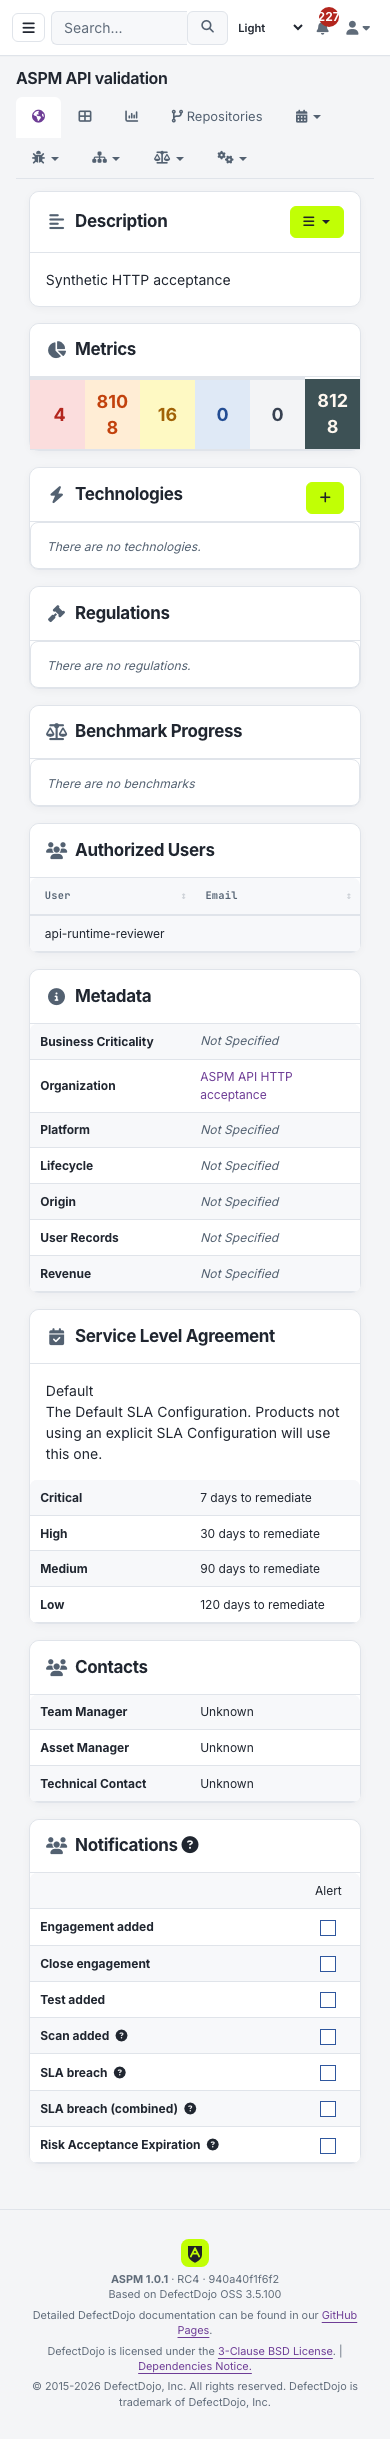 Search...
Light
227
ASPM API validation
Repositories
Description
Synthetic HTTP acceptance
Metrics
4
8108
16
0
0
8128
Technologies
There are no technologies.
Regulations
There are no regulations.
Benchmark Progress
There are no benchmarks
Authorized Users
User Email
api-runtime-reviewer
Metadata
Business Criticality Not Specified
Organization ASPM API HTTP
acceptance
Platform Not Specified
Lifecycle Not Specified
Origin Not Specified
User Records Not Specified
Revenue Not Specified
Service Level Agreement
Default
The Default SLA Configuration. Products not
using an explicit SLA Configuration will use
this one.
Critical 7 days to remediate
High 30 days to remediate
Medium 90 days to remediate
Low 120 days to remediate
Contacts
Team Manager Unknown
Asset Manager Unknown
Technical Contact Unknown
Notifications
Alert
Engagement added
Close engagement
Test added
Scan added
SLA breach
SLA breach (combined)
Risk Acceptance Expiration
ASPM 1.0.1 · RC4 · 940a40f1f6f2
Based on DefectDojo OSS 3.5.100
Detailed DefectDojo documentation can be found in our GitHub
Pages.
DefectDojo is licensed under the 3-Clause BSD License. |
Dependencies Notice.
© 2015-2026 DefectDojo, Inc. All rights reserved. DefectDojo is
trademark of DefectDojo, Inc.